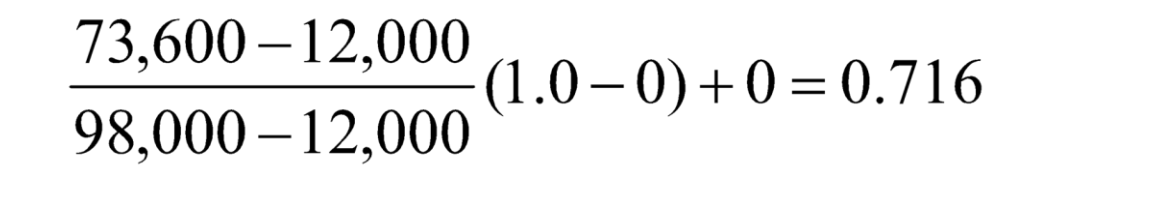 73,600 – 12,000
98,000 – 12,000
(1.0 – 0) + 0 = 0.716